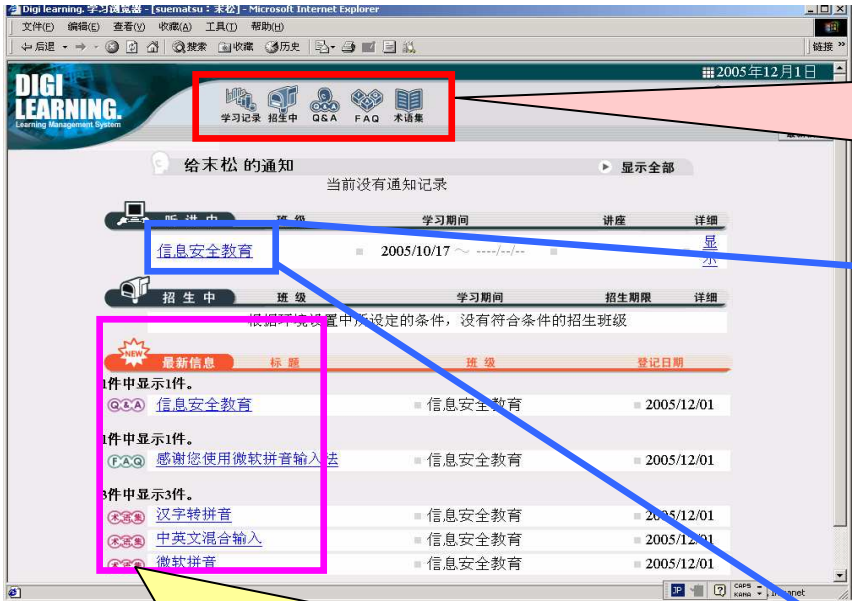 Digi learning. 学习浏览器 - [suematsu : 末松] - Microsoft Internet Explorer
文件(F) 编辑(E) 查看(V) 收藏(A) 工具(T) 帮助(H)
后退 搜索 收藏 历史 链接 »
2005年12月1日
DIGI
LEARNING.
Learning Management System
学习记录 招生中 Q&A FAQ 术语集
给末松 的通知 显示全部
当前没有通知记录
听讲中 班级 学习期间 讲座 详细
信息安全教育 2005/10/17 ～ ----/--/-- 显示
招生中 班级 学习期间 招生期限 详细
根据环境设置中所设定的条件，没有符合条件的招生班级
NEW 最新信息 标题 班级 登记日期
1件中显示1件。
Q&A 信息安全教育 信息安全教育 2005/12/01
1件中显示1件。
FAQ 感谢您使用微软拼音输入法 信息安全教育 2005/12/01
3件中显示3件。
术语集 汉字转拼音 信息安全教育 2005/12/01
术语集 中英文混合输入 信息安全教育 2005/12/01
术语集 微软拼音 信息安全教育 2005/12/01
JP CAPS KANA